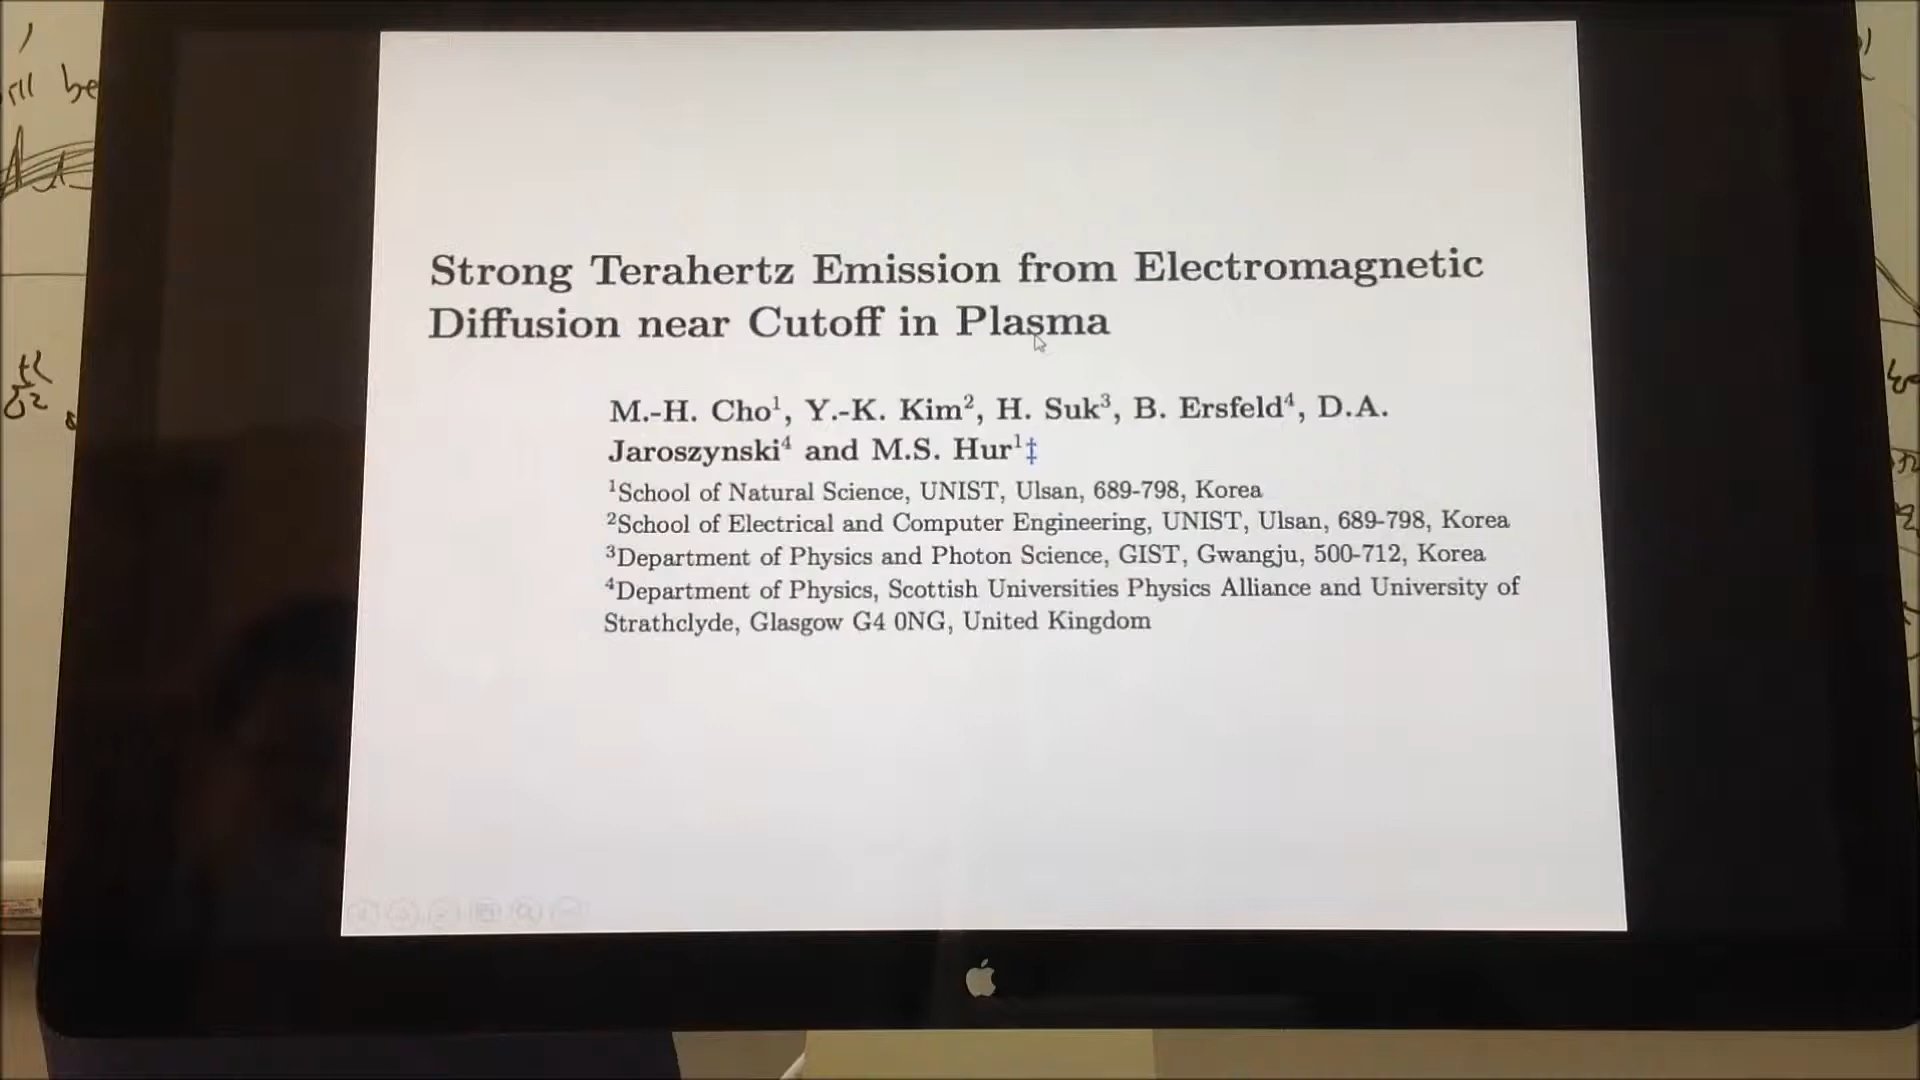 Strong Terahertz Emission from Electromagnetic
Diffusion near Cutoff in Plasma
M.-H. Cho¹, Y.-K. Kim², H. Suk³, B. Ersfeld⁴, D.A.
Jaroszynski⁴ and M.S. Hur¹‡
¹School of Natural Science, UNIST, Ulsan, 689-798, Korea
²School of Electrical and Computer Engineering, UNIST, Ulsan, 689-798, Korea
³Department of Physics and Photon Science, GIST, Gwangju, 500-712, Korea
⁴Department of Physics, Scottish Universities Physics Alliance and University of
Strathclyde, Glasgow G4 0NG, United Kingdom
be